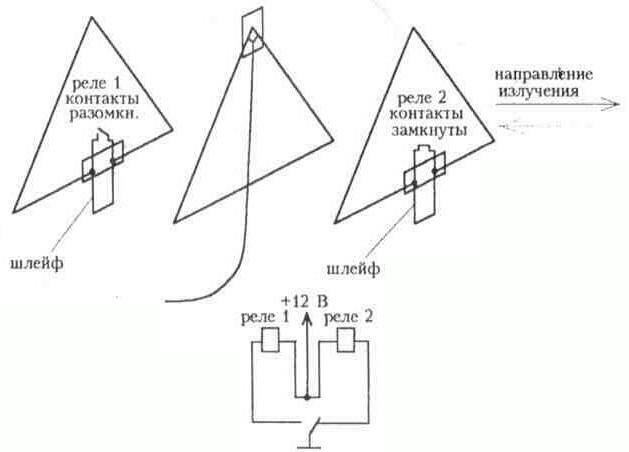 реле 1
контакты
разомкн.
реле 2
контакты
замкнуты
направление
излучения
шлейф
шлейф
+12 В
реле 1
реле 2